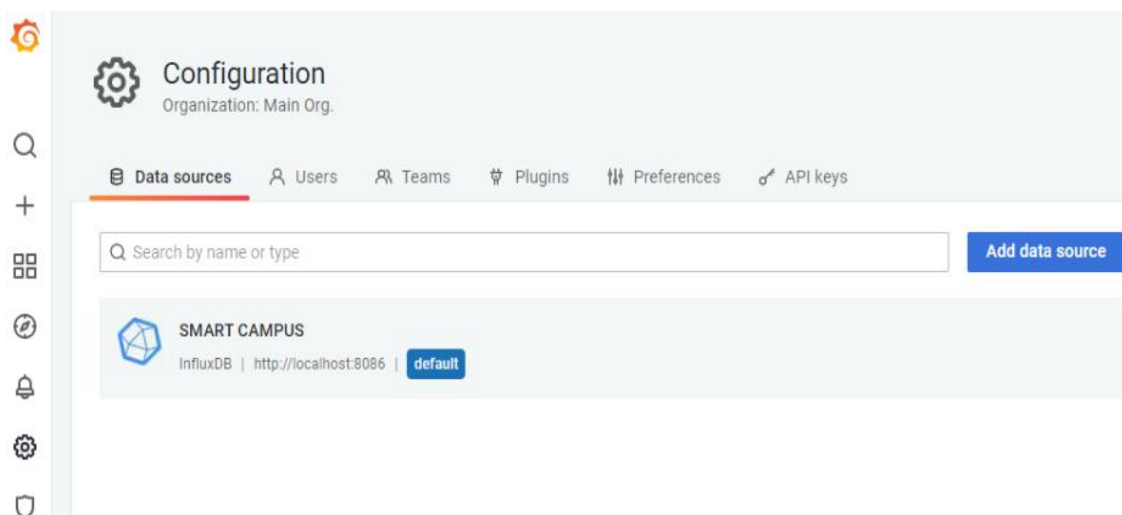 Configuration
Organization: Main Org.
Data sources Users Teams Plugins Preferences API keys
Search by name or type Add data source
SMART CAMPUS
InfluxDB | http://localhost:8086 | default